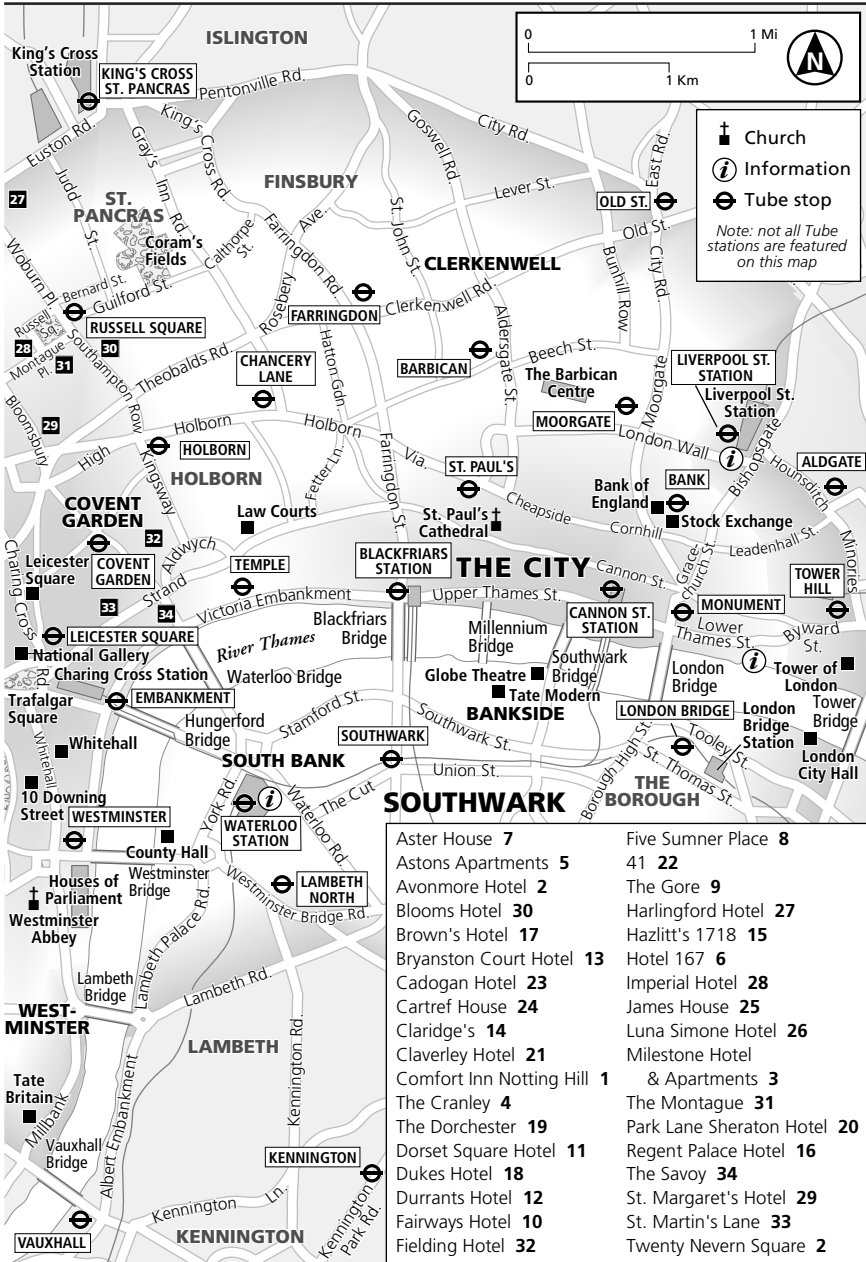 ISLINGTON
King's Cross
Station
KING'S CROSS
ST. PANCRAS
Pentonville Rd.
0
1 Mi
0
1 Km
N
Church
i Information
Tube stop
Note: not all Tube
stations are featured
on this map
Euston Rd.
Judd St.
Gray's Inn Rd.
King's Cross Rd.
Goswell Rd.
City Rd.
East Rd.
FINSBURY
Lever St.
OLD ST.
Old St.
27
ST.
PANCRAS
Coram's
Fields
Calthorpe St.
Farringdon Rd.
Rosebery Ave.
St. John St.
CLERKENWELL
Bunhill Row
City Rd.
Woburn Pl.
Bernard St.
Guilford St.
FARRINGDON
Clerkenwell Rd.
Russell Sq.
RUSSELL SQUARE
28
Montague Pl.
31
30
Southampton Row
Theobalds Rd.
Hatton Gdn.
Aldersgate St.
BARBICAN
Beech St.
The Barbican
Centre
LIVERPOOL ST.
STATION
Liverpool St.
Station
CHANCERY
LANE
MOORGATE
Moorgate
Bloomsbury
29
High
Holborn
Holborn
Via.
HOLBORN
Kingsway
HOLBORN
Fetter Ln.
Farringdon St.
London Wall
i
Bishopsgate
Houndsditch
ALDGATE
ST. PAUL'S
Cheapside
Bank of
England
BANK
Stock Exchange
COVENT
GARDEN
Law Courts
St. Paul's
Cathedral
Cornhill
Leadenhall St.
Minories
32
Aldwych
Charing Cross Rd.
Leicester
Square
COVENT
GARDEN
TEMPLE
BLACKFRIARS
STATION
THE CITY
Cannon St.
Gracechurch St.
TOWER
HILL
33
34
Strand
Victoria Embankment
Upper Thames St.
CANNON ST.
STATION
MONUMENT
Lower
Thames St.
Byward
St.
LEICESTER SQUARE
Blackfriars
Bridge
Millennium
Bridge
National Gallery
River Thames
Charing Cross Station
Waterloo Bridge
Globe Theatre
Southwark
Bridge
London
Bridge
i
Tower of
London
Tate Modern
Trafalgar
Square
EMBANKMENT
Hungerford
Bridge
Stamford St.
BANKSIDE
LONDON BRIDGE
London
Bridge
Station
Tower
Bridge
Whitehall
Whitehall
SOUTHWARK
Southwark St.
Borough High St.
Tooley St.
St. Thomas St.
London
City Hall
SOUTH BANK
Union St.
THE
BOROUGH
10 Downing
Street
York Rd.
i
The Cut
SOUTHWARK
WESTMINSTER
WATERLOO
STATION
Waterloo Rd.
County Hall
Houses of
Parliament
Westminster
Bridge
LAMBETH
NORTH
Westminster Bridge Rd.
Westminster
Abbey
Lambeth Palace Rd.
Lambeth
Bridge
Lambeth Rd.
WEST-
MINSTER
LAMBETH
Kennington Rd.
Tate
Britain
Millbank
Albert Embankment
Vauxhall
Bridge
KENNINGTON
Kennington Ln.
Kennington
Park Rd.
VAUXHALL
KENNINGTON
Aster House 7
Astons Apartments 5
Avonmore Hotel 2
Blooms Hotel 30
Brown's Hotel 17
Bryanston Court Hotel 13
Cadogan Hotel 23
Cartref House 24
Claridge's 14
Claverley Hotel 21
Comfort Inn Notting Hill 1
The Cranley 4
The Dorchester 19
Dorset Square Hotel 11
Dukes Hotel 18
Durrants Hotel 12
Fairways Hotel 10
Fielding Hotel 32
Five Sumner Place 8
41 22
The Gore 9
Harlingford Hotel 27
Hazlitt's 1718 15
Hotel 167 6
Imperial Hotel 28
James House 25
Luna Simone Hotel 26
Milestone Hotel
& Apartments 3
The Montague 31
Park Lane Sheraton Hotel 20
Regent Palace Hotel 16
The Savoy 34
St. Margaret's Hotel 29
St. Martin's Lane 33
Twenty Nevern Square 2